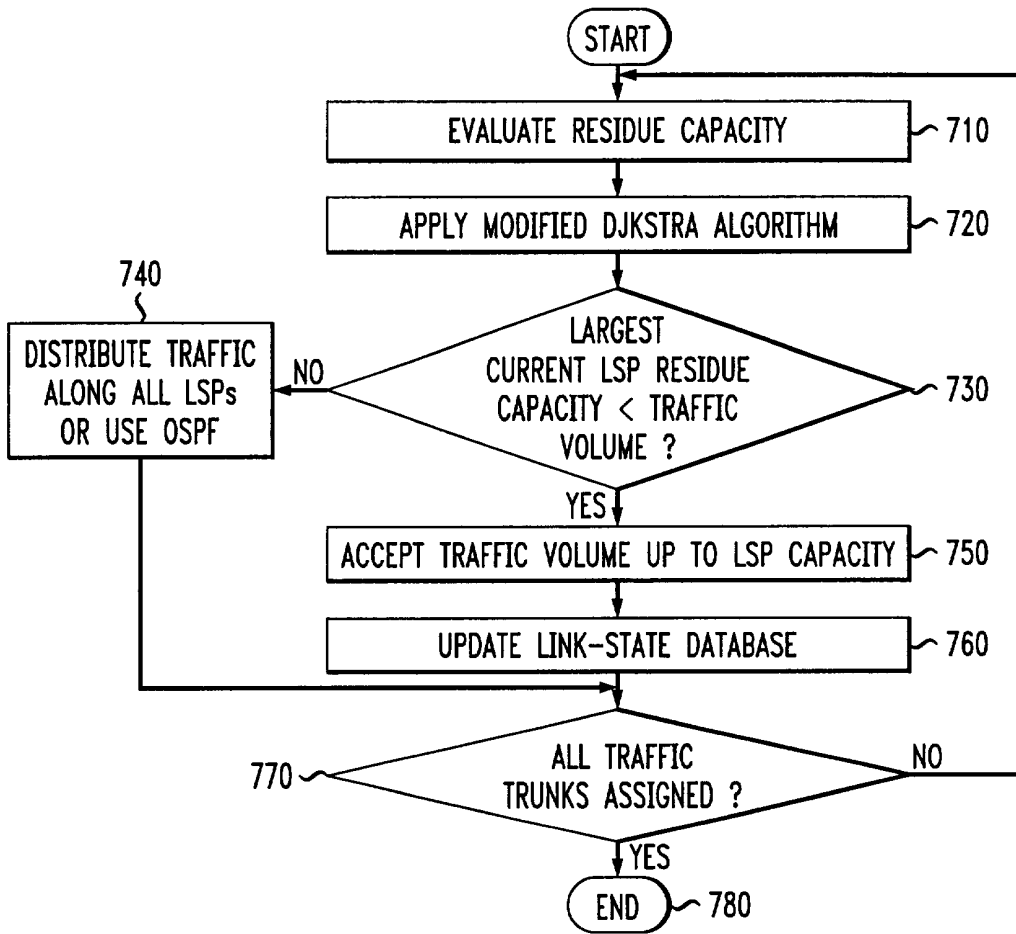 START
EVALUATE RESIDUE CAPACITY
710
APPLY MODIFIED DJKSTRA ALGORITHM
720
740
DISTRIBUTE TRAFFIC
ALONG ALL LSPs
OR USE OSPF
NO
LARGEST
CURRENT LSP RESIDUE
CAPACITY < TRAFFIC
VOLUME ?
730
YES
ACCEPT TRAFFIC VOLUME UP TO LSP CAPACITY
750
UPDATE LINK-STATE DATABASE
760
770
ALL TRAFFIC
TRUNKS ASSIGNED ?
NO
YES
END
780